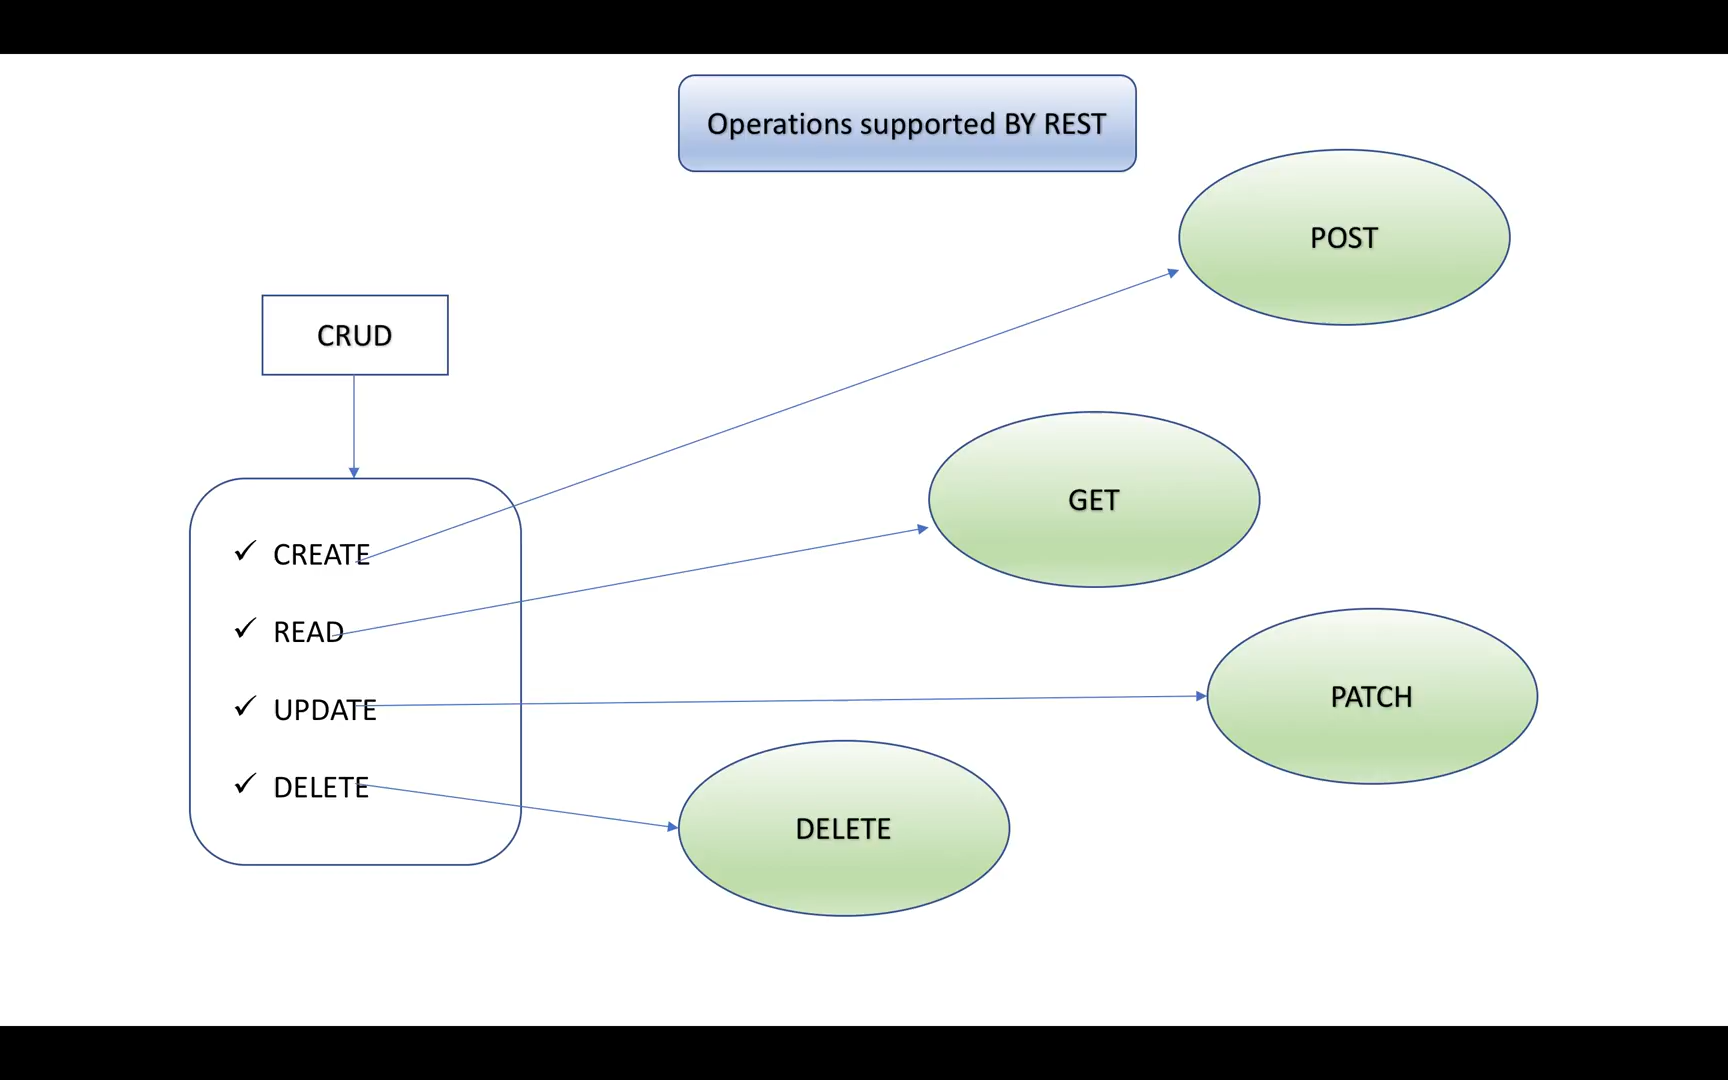 Operations supported BY REST
POST
CRUD
GET
✓ CREATE
✓ READ
✓ UPDATE
✓ DELETE
PATCH
DELETE